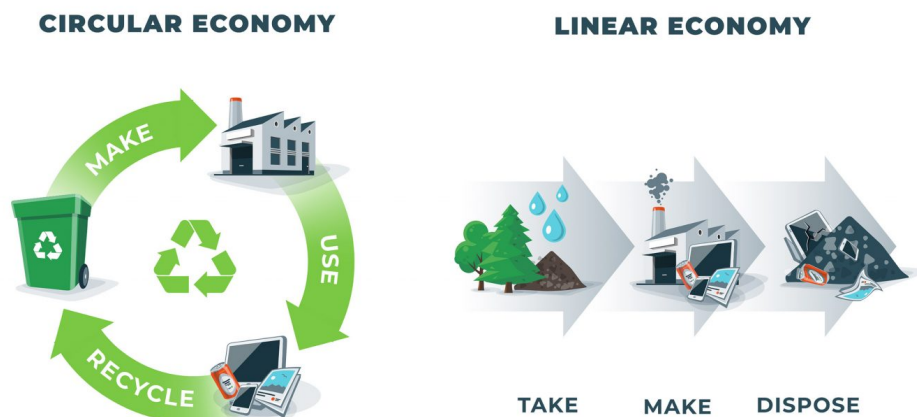 CIRCULAR ECONOMY
MAKE
USE
RECYCLE
LINEAR ECONOMY
TAKE
MAKE
DISPOSE